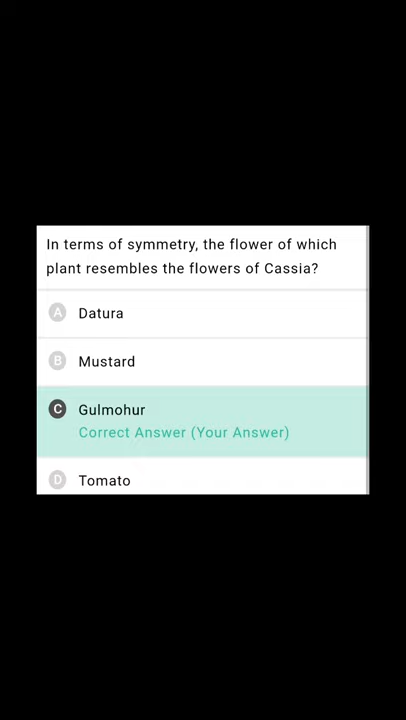 In terms of symmetry, the flower of which
plant resembles the flowers of Cassia?
A Datura
B Mustard
C Gulmohur
Correct Answer (Your Answer)
D Tomato